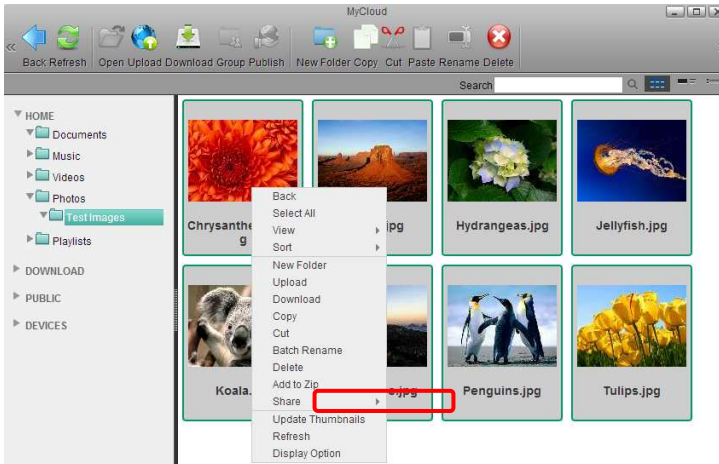 MyCloud
Back Refresh Open Upload Download Group Publish New Folder Copy Cut Paste Rename Delete
Search
HOME
Documents
Music
Videos
Photos
Test Images
Playlists
DOWNLOAD
PUBLIC
DEVICES
Chrysanthe
g
.jpg
Hydrangeas.jpg
Jellyfish.jpg
Koala.
.jpg
Penguins.jpg
Tulips.jpg
Back
Select All
View
Sort
New Folder
Upload
Download
Copy
Cut
Batch Rename
Delete
Add to Zip
Share
Update Thumbnails
Refresh
Display Option